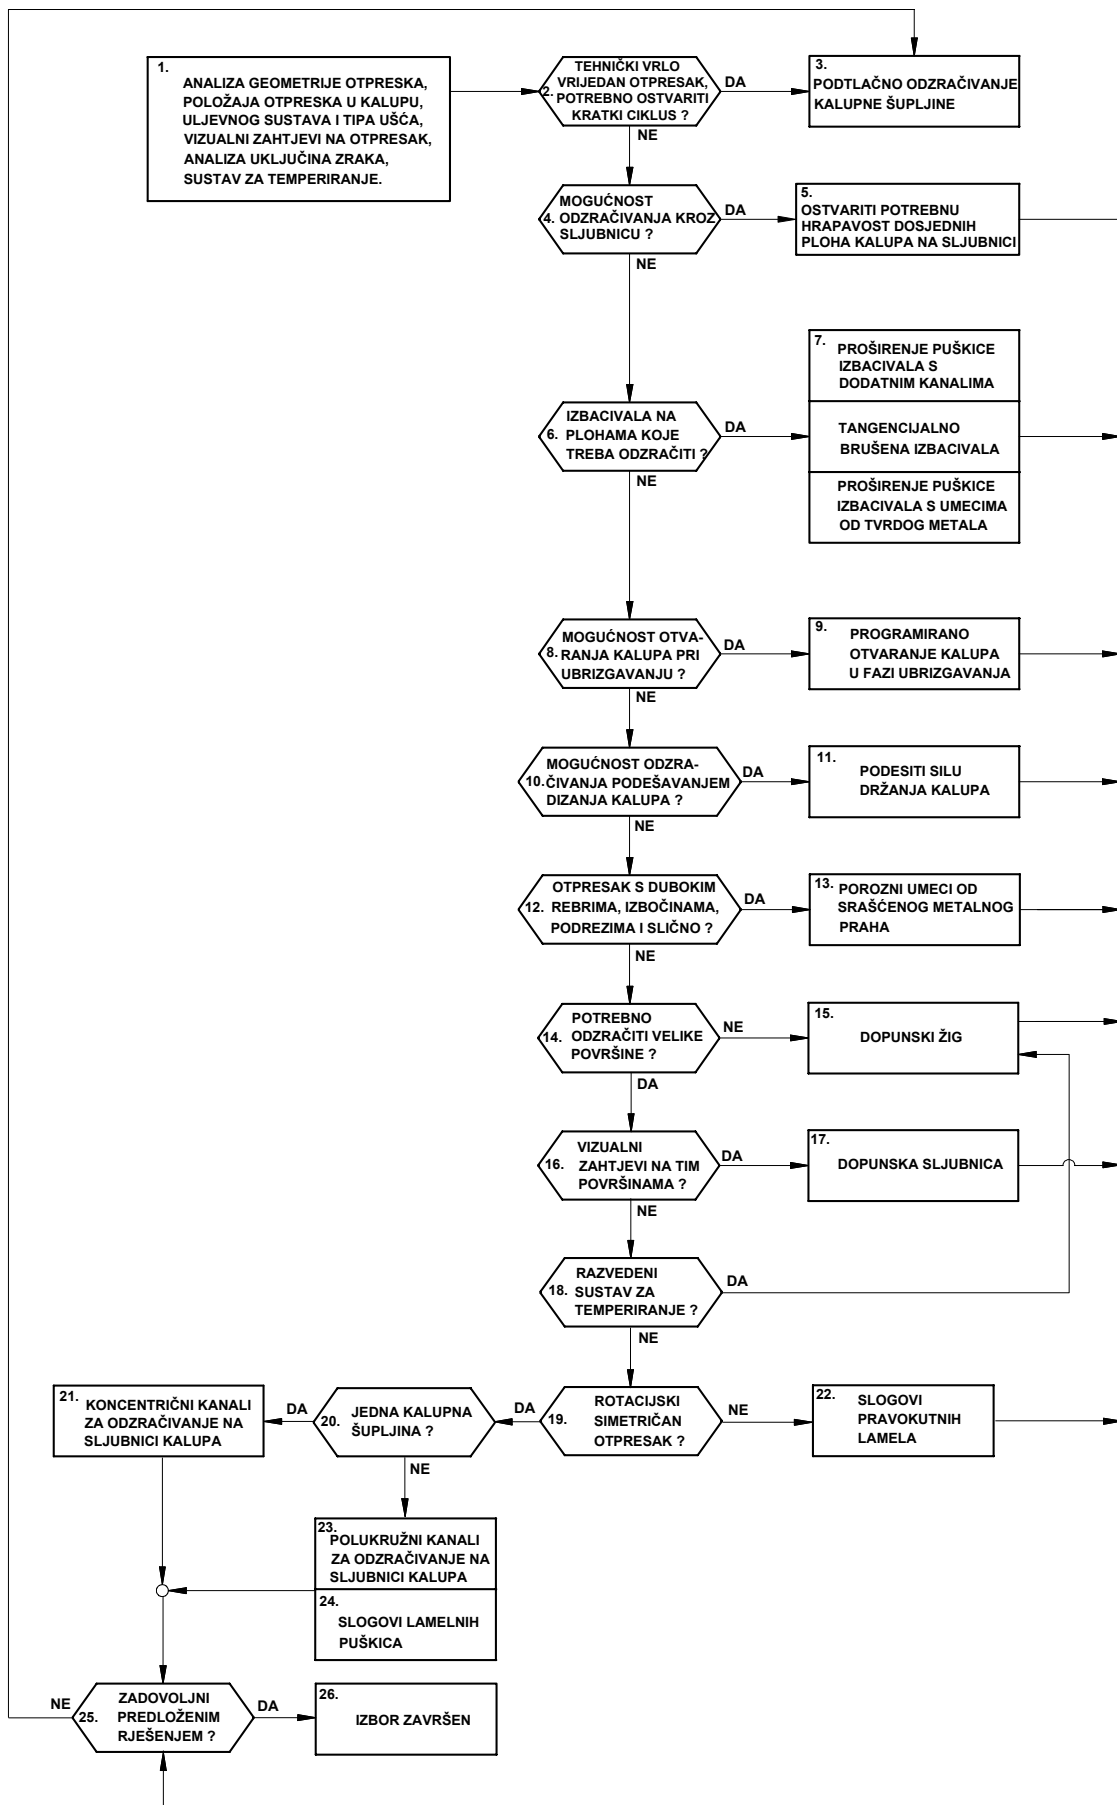 1.
ANALIZA GEOMETRIJE OTPRESKA,
POLOŽAJA OTPRESKA U KALUPU,
ULJEVNOG SUSTAVA I TIPA UŠĆA,
VIZUALNI ZAHTJEVI NA OTPRESAK,
ANALIZA UKLJUČINA ZRAKA,
SUSTAV ZA TEMPERIRANJE.
TEHNIČKI VRLO
VRIJEDAN OTPRESAK,
2. POTREBNO OSTVARITI
KRATKI CIKLUS ?
DA
NE
3.
PODTLAČNO ODZRAČIVANJE
KALUPNE ŠUPLJINE
MOGUĆNOST
4. ODZRAČIVANJA KROZ
SLJUBNICU ?
DA
NE
5.
OSTVARITI POTREBNU
HRAPAVOST DOSJEDNIH
PLOHA KALUPA NA SLJUBNICI
IZBACIVALA NA
6. PLOHAMA KOJE
TREBA ODZRAČITI ?
DA
NE
7.
PROŠIRENJE PUŠKICE
IZBACIVALA S
DODATNIM KANALIMA
TANGENCIJALNO
BRUŠENA IZBACIVALA
PROŠIRENJE PUŠKICE
IZBACIVALA S UMECIMA
OD TVRDOG METALA
MOGUĆNOST OTVA-
8. RANJA KALUPA PRI
UBRIZGAVANJU ?
DA
NE
9.
PROGRAMIRANO
OTVARANJE KALUPA
U FAZI UBRIZGAVANJA
MOGUĆNOST ODZRA-
10. ČIVANJA PODEŠAVANJEM
DIZANJA KALUPA ?
DA
NE
11.
PODESITI SILU
DRŽANJA KALUPA
OTPRESAK S DUBOKIM
12. REBRIMA, IZBOČINAMA,
PODREZIMA I SLIČNO ?
DA
NE
13. POROZNI UMECI OD
SRAŠĆENOG METALNOG
PRAHA
POTREBNO
14. ODZRAČITI VELIKE
POVRŠINE ?
NE
DA
15.
DOPUNSKI ŽIG
VIZUALNI
16. ZAHTJEVI NA TIM
POVRŠINAMA ?
DA
NE
17.
DOPUNSKA SLJUBNICA
RAZVEDENI
18. SUSTAV ZA
TEMPERIRANJE ?
DA
NE
ROTACIJSKI
19. SIMETRIČAN
OTPRESAK ?
DA
NE
JEDNA KALUPNA
20. ŠUPLJINA ?
DA
NE
21. KONCENTRIČNI KANALI
ZA ODZRAČIVANJE NA
SLJUBNICI KALUPA
22. SLOGOVI
PRAVOKUTNIH
LAMELA
23.
POLUKRUŽNI KANALI
ZA ODZRAČIVANJE NA
SLJUBNICI KALUPA
24.
SLOGOVI LAMELNIH
PUŠKICA
ZADOVOLJNI
25. PREDLOŽENIM
RJEŠENJEM ?
NE
DA
26.
IZBOR ZAVRŠEN